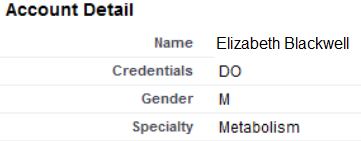 Account Detail
Name Elizabeth Blackwell
Credentials DO
Gender M
Specialty Metabolism